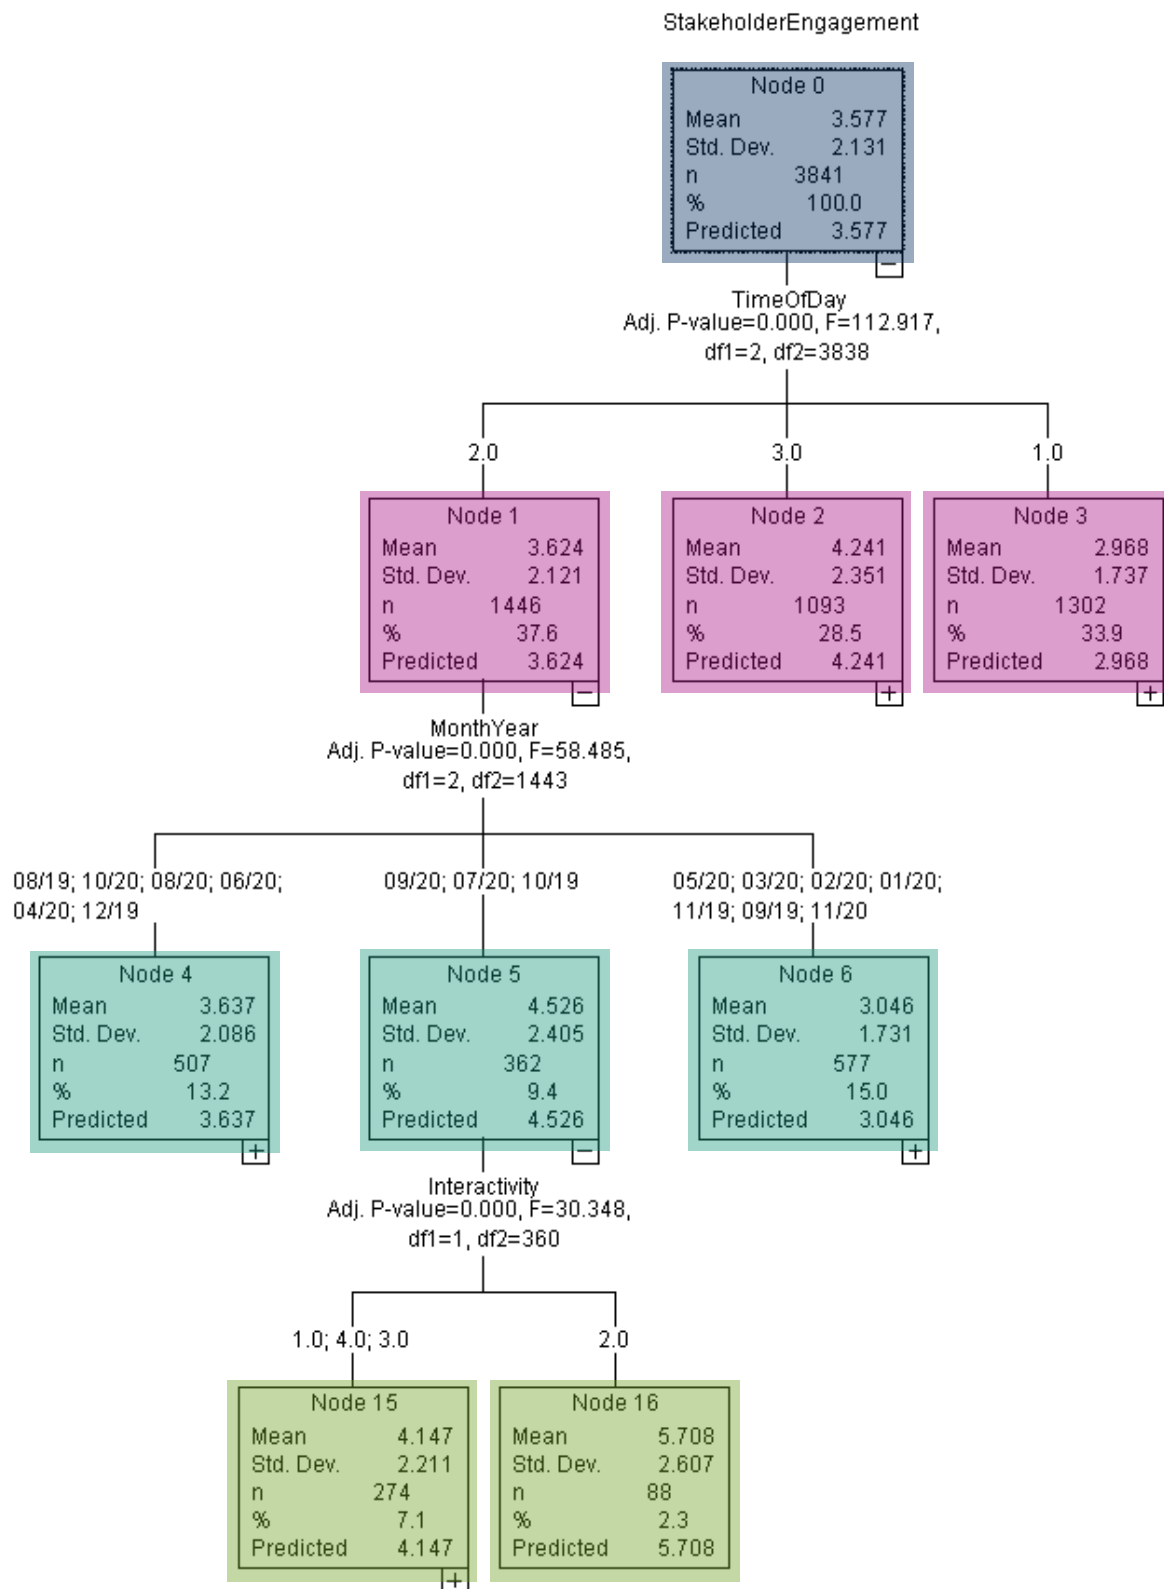 StakeholderEngagement
Node 0
Mean 3.577
Std. Dev. 2.131
n 3841
% 100.0
Predicted 3.577
−
TimeOfDay
Adj. P-value=0.000, F=112.917,
df1=2, df2=3838
2.0
3.0
1.0
Node 1
Mean 3.624
Std. Dev. 2.121
n 1446
% 37.6
Predicted 3.624
−
Node 2
Mean 4.241
Std. Dev. 2.351
n 1093
% 28.5
Predicted 4.241
+
Node 3
Mean 2.968
Std. Dev. 1.737
n 1302
% 33.9
Predicted 2.968
+
MonthYear
Adj. P-value=0.000, F=58.485,
df1=2, df2=1443
08/19; 10/20; 08/20; 06/20;
04/20; 12/19
09/20; 07/20; 10/19
05/20; 03/20; 02/20; 01/20;
11/19; 09/19; 11/20
Node 4
Mean 3.637
Std. Dev. 2.086
n 507
% 13.2
Predicted 3.637
+
Node 5
Mean 4.526
Std. Dev. 2.405
n 362
% 9.4
Predicted 4.526
−
Node 6
Mean 3.046
Std. Dev. 1.731
n 577
% 15.0
Predicted 3.046
+
Interactivity
Adj. P-value=0.000, F=30.348,
df1=1, df2=360
1.0; 4.0; 3.0
2.0
Node 15
Mean 4.147
Std. Dev. 2.211
n 274
% 7.1
Predicted 4.147
+
Node 16
Mean 5.708
Std. Dev. 2.607
n 88
% 2.3
Predicted 5.708